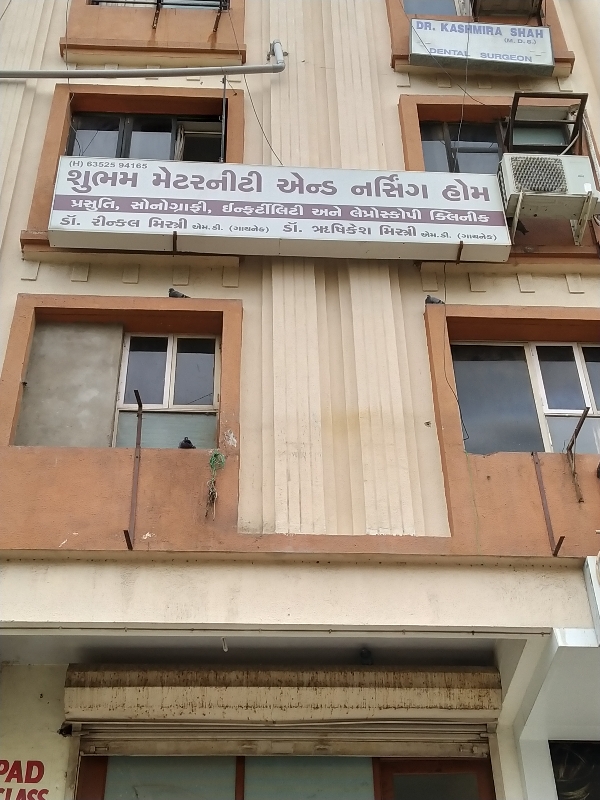 DR. KASHMIRA SHAH
(M.D.S.)
DENTAL SURGEON
(H) 63525 94165
શુભમ મેટરનીટી એન્ડ નર્સિંગ હોમ
પ્રસુતિ, સોનોગ્રાફી, ઇન્ફર્ટીલિટી અને લેપ્રોસ્કોપી ક્લિનીક
ડૉ. રીન્કલ મિસ્ત્રી એમ.ડી. (ગાયનેક) ડૉ. ઋષિકેશ મિસ્ત્રી એમ.ડી. (ગાયનેક)
PAD
CLASS